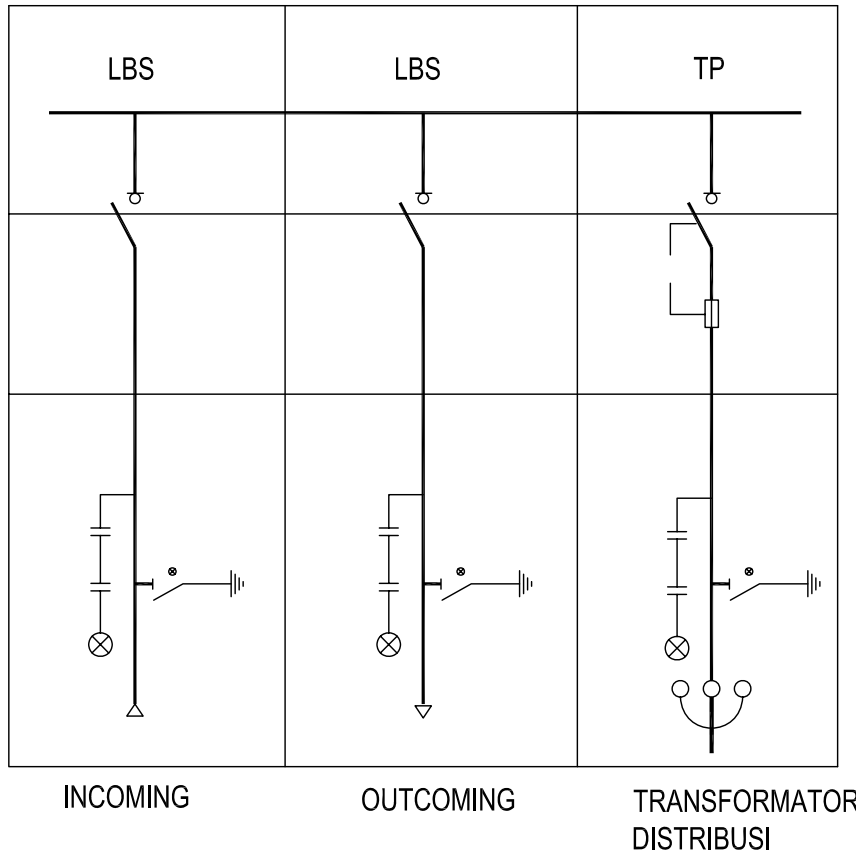 LBS
LBS
TP
INCOMING
OUTCOMING
TRANSFORMATOR
DISTRIBUSI